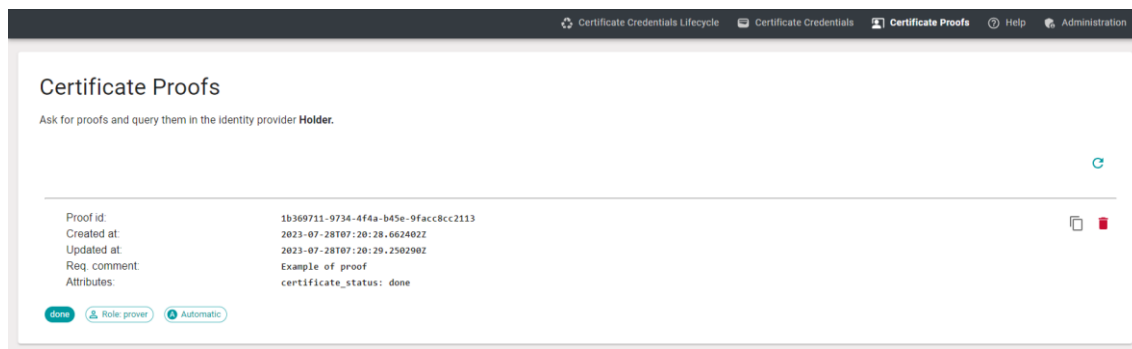 Certificate Credentials Lifecycle Certificate Credentials Certificate Proofs Help Administration
Certificate Proofs
Ask for proofs and query them in the identity provider Holder.
Proof id: 1b369711-9734-4f4a-b45e-9facc8cc2113
Created at: 2023-07-28T07:20:28.662402Z
Updated at: 2023-07-28T07:20:29.250290Z
Req. comment: Example of proof
Attributes: certificate_status: done
done Role: prover A Automatic